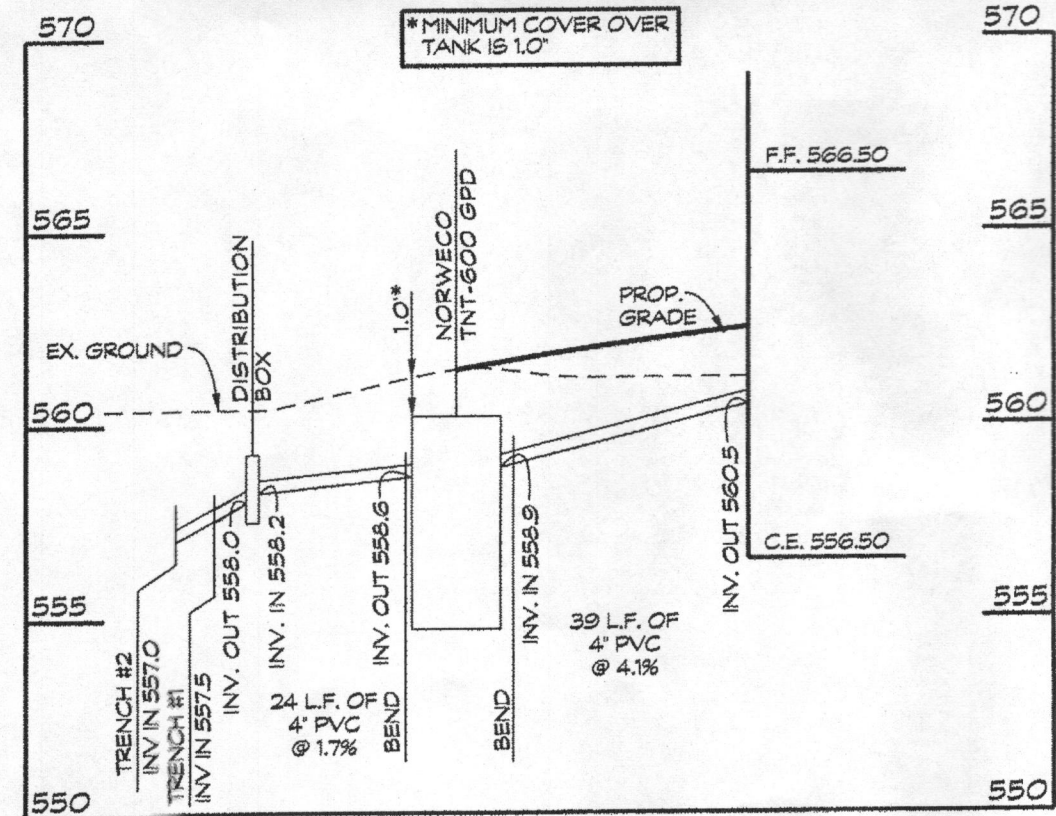 570
* MINIMUM COVER OVER
TANK IS 1.0"
570
F.F. 566.50
565
565
DISTRIBUTION
BOX
1.0'*
NORWECO
TNT-600 GPD
PROP.
GRADE
EX. GROUND
560
560
TRENCH #2
INV IN 557.0
TRENCH #1
INV IN 557.5
INV. OUT 558.0
INV. IN 558.2
INV. OUT 558.6
BEND
BEND
INV. IN 558.9
INV. OUT 560.5
C.E. 556.50
555
555
24 L.F. OF
4" PVC
@ 1.7%
39 L.F. OF
4" PVC
@ 4.1%
550
550